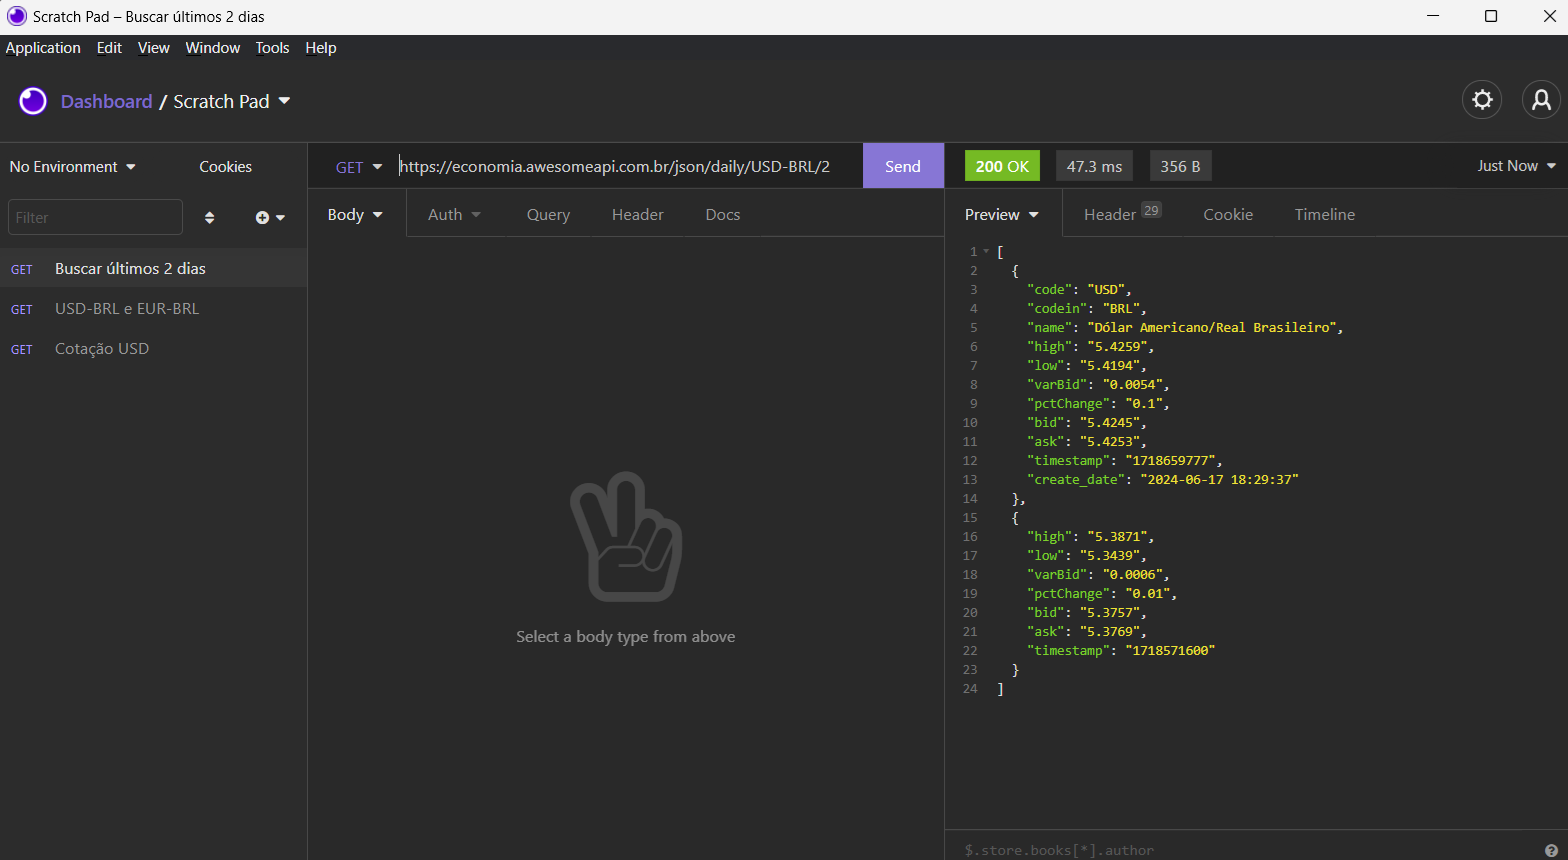 Scratch Pad – Buscar últimos 2 dias
Application Edit View Window Tools Help
Dashboard / Scratch Pad
No Environment Cookies
Filter
GET Buscar últimos 2 dias
GET USD-BRL e EUR-BRL
GET Cotação USD
GET https://economia.awesomeapi.com.br/json/daily/USD-BRL/2 Send
Body Auth Query Header Docs
Select a body type from above
200 OK 47.3 ms 356 B Just Now
Preview Header 29 Cookie Timeline
1 [
2 {
3 "code": "USD",
4 "codein": "BRL",
5 "name": "Dólar Americano/Real Brasileiro",
6 "high": "5.4259",
7 "low": "5.4194",
8 "varBid": "0.0054",
9 "pctChange": "0.1",
10 "bid": "5.4245",
11 "ask": "5.4253",
12 "timestamp": "1718659777",
13 "create_date": "2024-06-17 18:29:37"
14 },
15 {
16 "high": "5.3871",
17 "low": "5.3439",
18 "varBid": "0.0006",
19 "pctChange": "0.01",
20 "bid": "5.3757",
21 "ask": "5.3769",
22 "timestamp": "1718571600"
23 }
24 ]
$.store.books[*].author